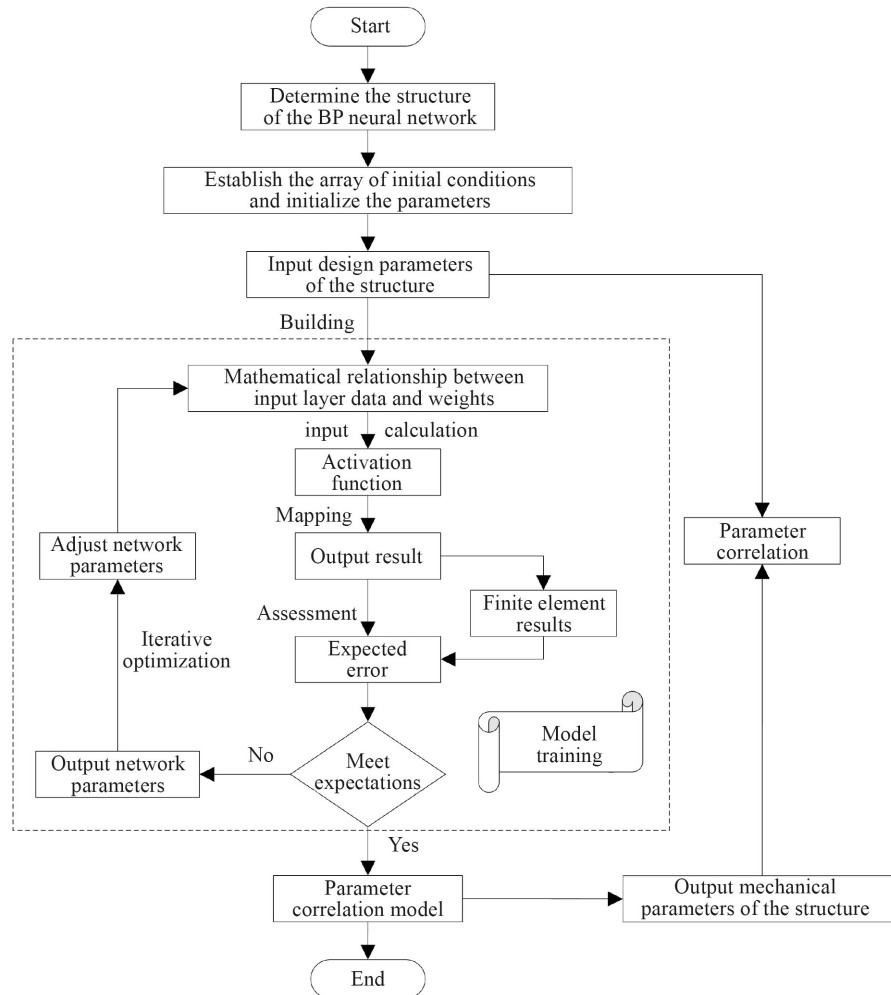 Start
Determine the structure
of the BP neural network
Establish the array of initial conditions
and initialize the parameters
Input design parameters
of the structure
Building
Mathematical relationship between
input layer data and weights
input calculation
Activation
function
Mapping
Output result
Adjust network
parameters
Parameter
correlation
Finite element
results
Assessment
Expected
error
Iterative
optimization
Model
training
No
Meet
expectations
Output network
parameters
Yes
Parameter
correlation model
Output mechanical
parameters of the structure
End